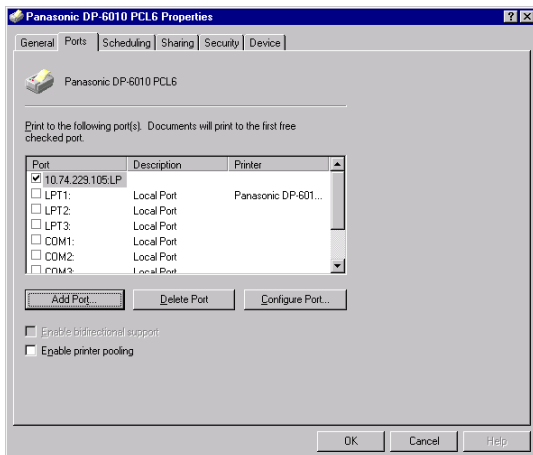 Panasonic DP-6010 PCL6 Properties
General Ports Scheduling Sharing Security Device
Panasonic DP-6010 PCL6
Print to the following port(s). Documents will print to the first free
checked port.
Port Description Printer
10.74.229.105:LP
LPT1: Local Port Panasonic DP-601...
LPT2: Local Port
LPT3: Local Port
COM1: Local Port
COM2: Local Port
COM3: Local Port
Add Port... Delete Port Configure Port...
Enable bidirectional support
Enable printer pooling
OK Cancel Help